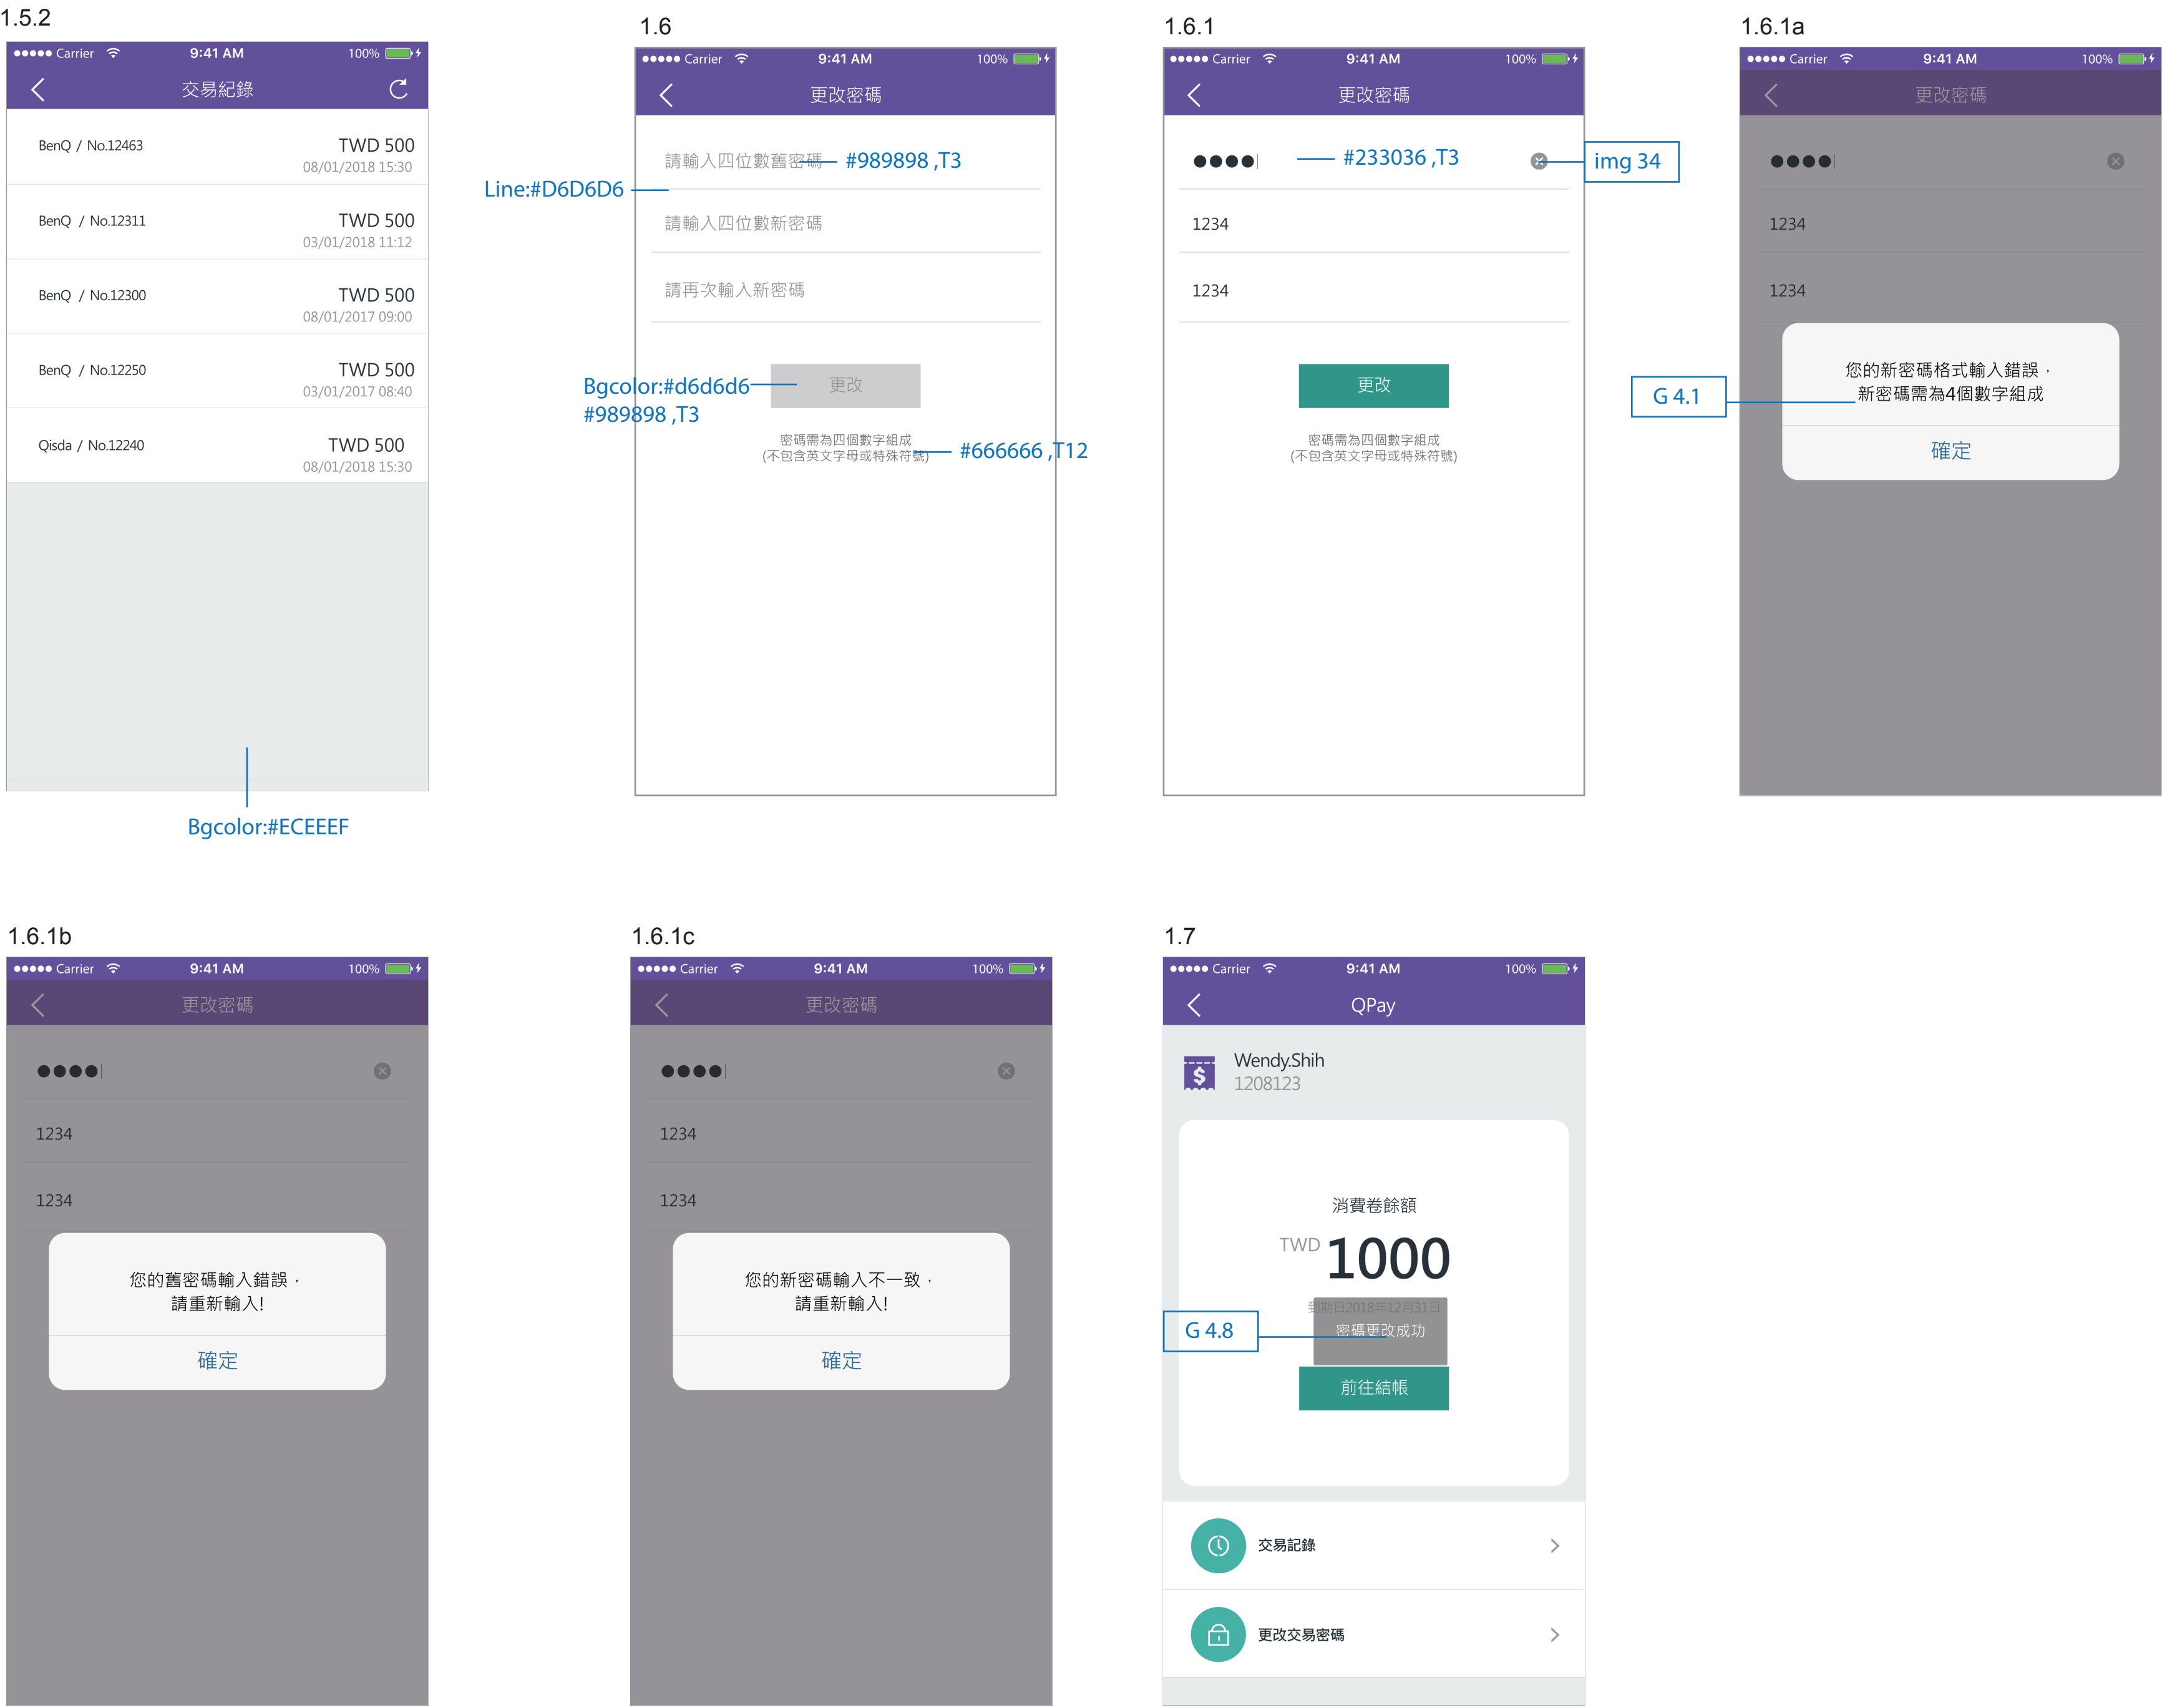 1.5.2
Carrier 9:41 AM 100%
交易紀錄
BenQ / No.12463 TWD 500
08/01/2018 15:30
BenQ / No.12311 TWD 500
03/01/2018 11:12
BenQ / No.12300 TWD 500
08/01/2017 09:00
BenQ / No.12250 TWD 500
03/01/2017 08:40
Qisda / No.12240 TWD 500
08/01/2018 15:30
Bgcolor:#ECEEEF
1.6
Carrier 9:41 AM 100%
更改密碼
請輸入四位數舊密碼 #989898 ,T3
Line:#D6D6D6
請輸入四位數新密碼
請再次輸入新密碼
更改
Bgcolor:#d6d6d6
#989898 ,T3
密碼需為四個數字組成
(不包含英文字母或特殊符號) #666666 ,T12
1.6.1
Carrier 9:41 AM 100%
更改密碼
#233036 ,T3
img 34
1234
1234
更改
密碼需為四個數字組成
(不包含英文字母或特殊符號)
1.6.1a
Carrier 9:41 AM 100%
更改密碼
1234
1234
您的新密碼格式輸入錯誤，
新密碼需為4個數字組成
G 4.1
確定
1.6.1b
Carrier 9:41 AM 100%
更改密碼
1234
1234
您的舊密碼輸入錯誤，
請重新輸入!
確定
1.6.1c
Carrier 9:41 AM 100%
更改密碼
1234
1234
您的新密碼輸入不一致，
請重新輸入!
確定
1.7
Carrier 9:41 AM 100%
QPay
Wendy.Shih
1208123
消費卷餘額
TWD 1000
到期日2018年12月31日
G 4.8
密碼更改成功
前往結帳
交易記錄
更改交易密碼